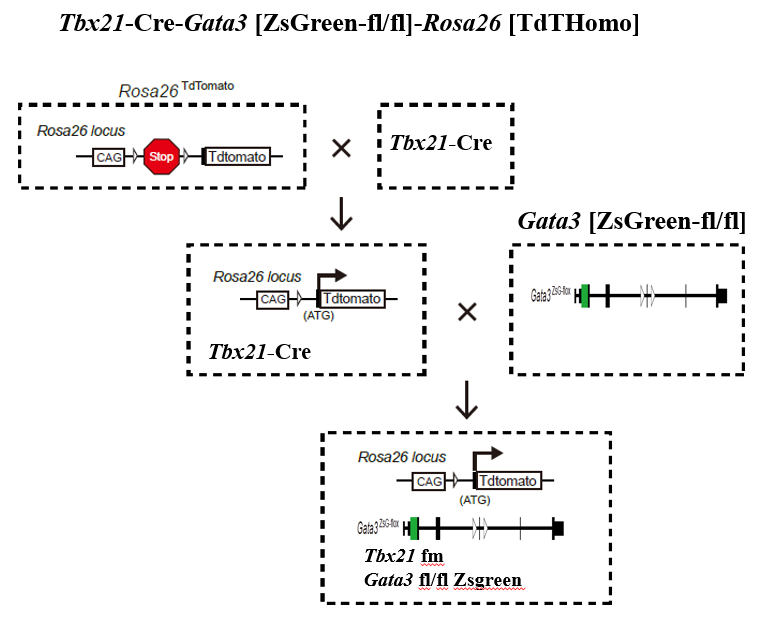 Tbx21-Cre-Gata3 [ZsGreen-fl/fl]-Rosa26 [TdTHomo]
Rosa26 TdTomato
Rosa26 locus
CAG Stop Tdtomato
×
Tbx21-Cre
Gata3 [ZsGreen-fl/fl]
Rosa26 locus
CAG Tdtomato
(ATG)
Tbx21-Cre
×
Gata3 ZsG-flox
Rosa26 locus
CAG Tdtomato
(ATG)
Gata3 ZsG-flox
Tbx21 fm
Gata3 fl/fl Zsgreen